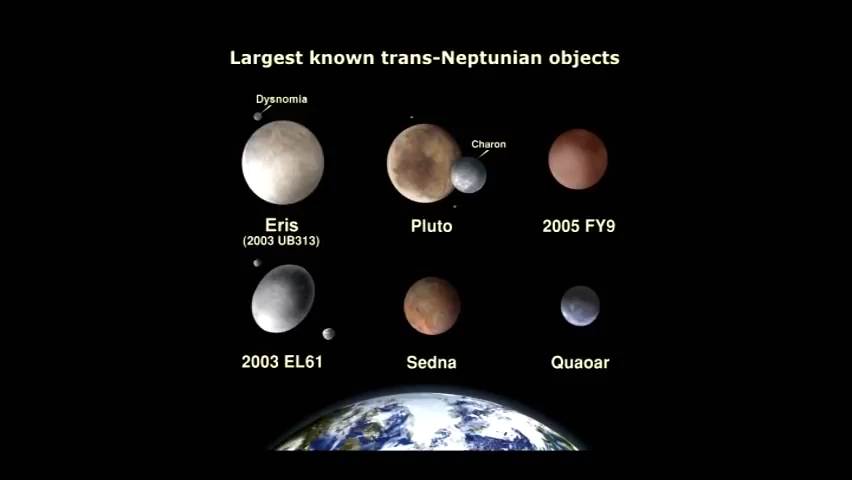 Largest known trans-Neptunian objects
Dysnomia
Charon
Eris
(2003 UB313)
Pluto
2005 FY9
2003 EL61
Sedna
Quaoar